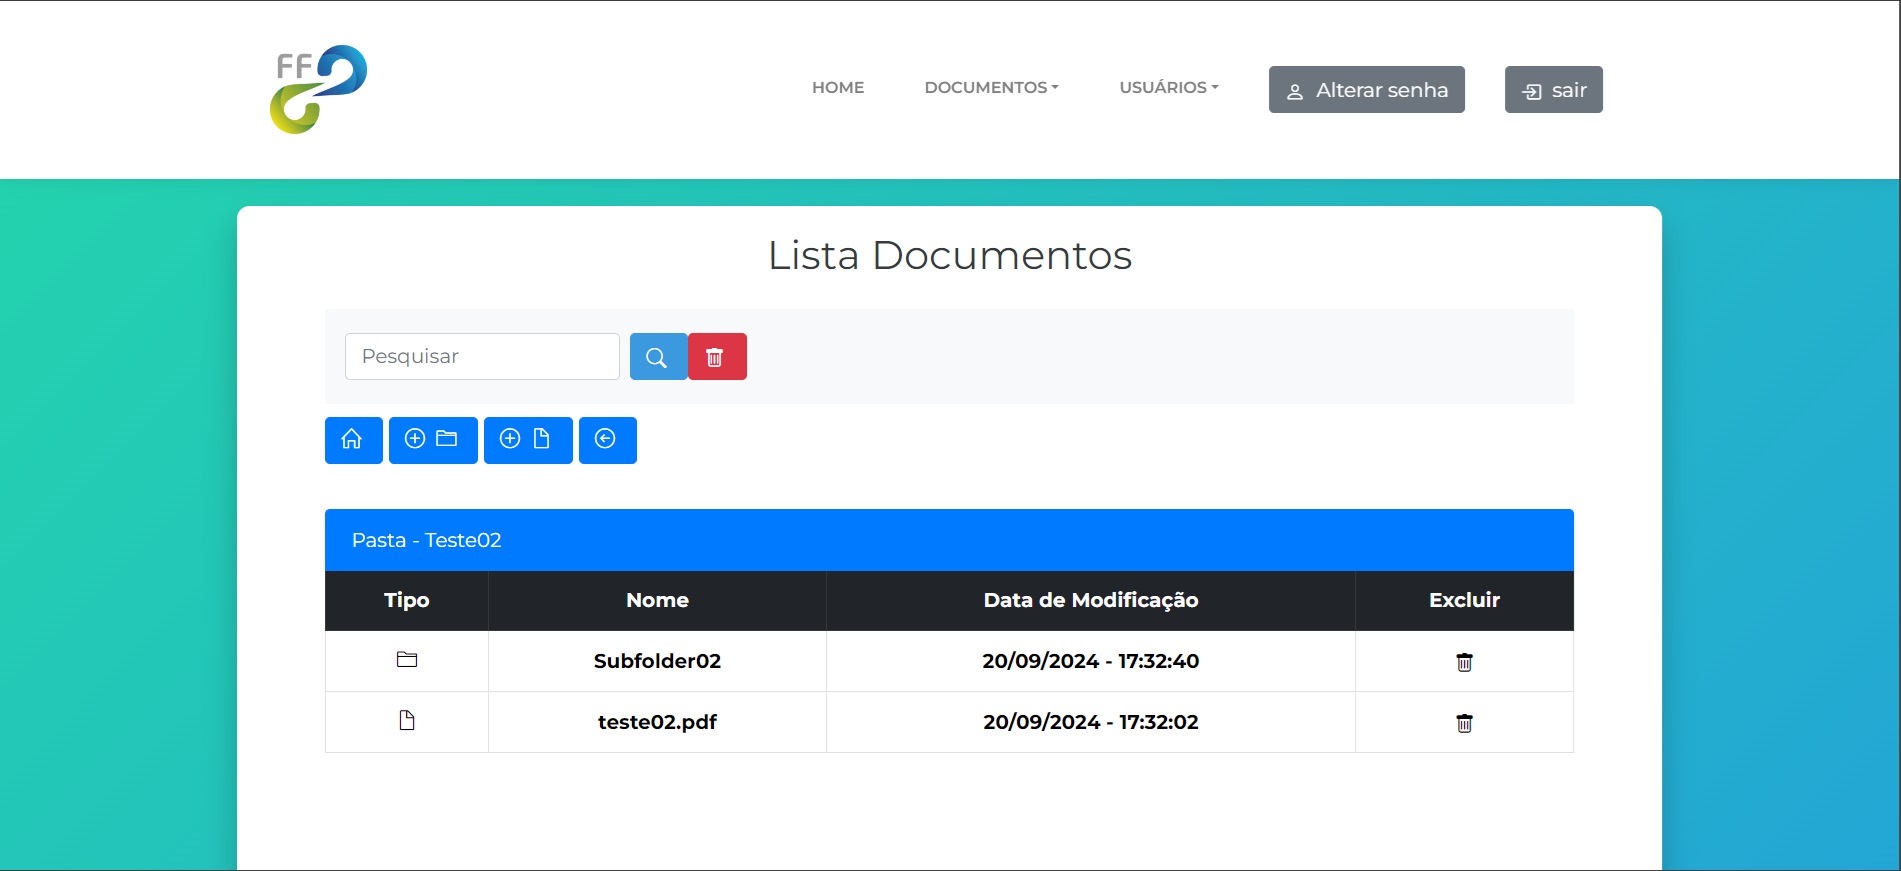 FF
HOME DOCUMENTOS USUÁRIOS Alterar senha sair
Lista Documentos
Pesquisar
Pasta - Teste02
Tipo Nome Data de Modificação Excluir
Subfolder02 20/09/2024 - 17:32:40
teste02.pdf 20/09/2024 - 17:32:02